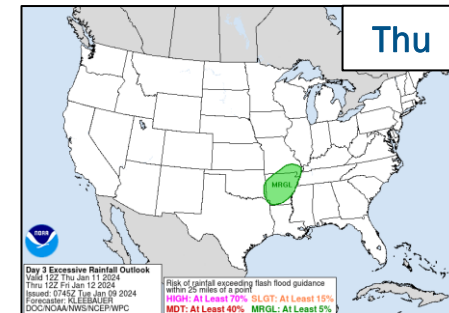 Thu
MRGL
NOAA
Day 3 Excessive Rainfall Outlook
Valid 12Z Thu Jan 11 2024
Thru 12Z Fri Jan 12 2024
Issued: 0745Z Tue Jan 09 2024
Forecaster: KLEEBAUER
DOC/NOAA/NWS/NCEP/WPC
Risk of rainfall exceeding flash flood guidance
within 25 miles of a point
HIGH: At Least 70% SLGT: At Least 15%
MDT: At Least 40% MRGL: At Least 5%